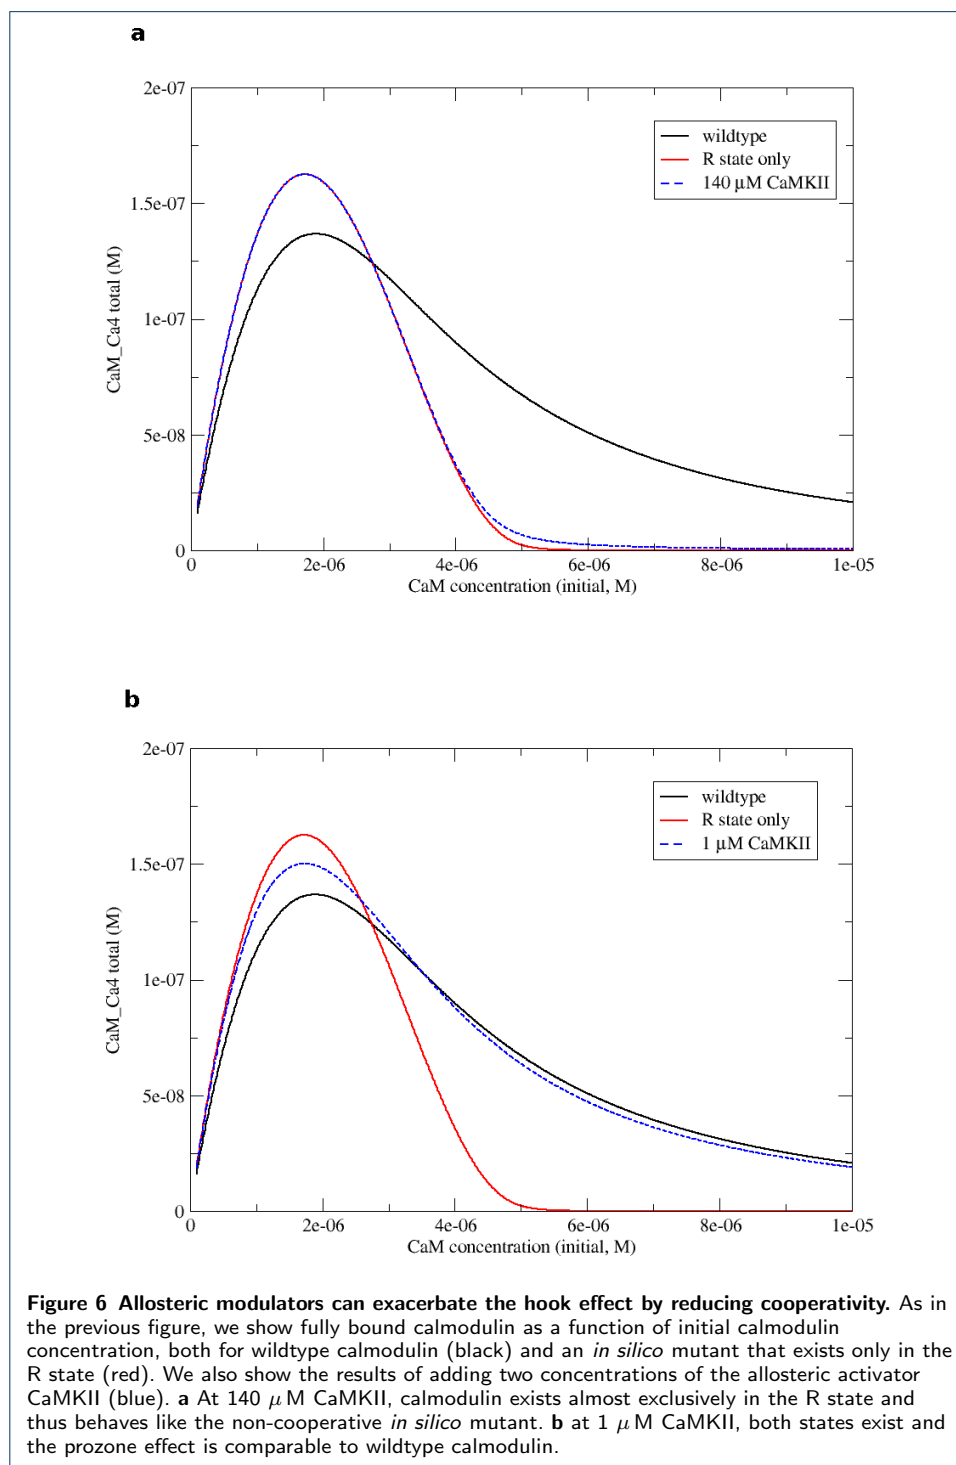 a
2e-07
1.5e-07
1e-07
5e-08
0
CaM_Ca4 total (M)
wildtype
R state only
140 µM CaMKII
0 2e-06 4e-06 6e-06 8e-06 1e-05
CaM concentration (initial, M)
b
2e-07
1.5e-07
1e-07
5e-08
0
CaM_Ca4 total (M)
wildtype
R state only
1 µM CaMKII
0 2e-06 4e-06 6e-06 8e-06 1e-05
CaM concentration (initial, M)
Figure 6 Allosteric modulators can exacerbate the hook effect by reducing cooperativity. As in
the previous figure, we show fully bound calmodulin as a function of initial calmodulin
concentration, both for wildtype calmodulin (black) and an in silico mutant that exists only in the
R state (red). We also show the results of adding two concentrations of the allosteric activator
CaMKII (blue). a At 140 µM CaMKII, calmodulin exists almost exclusively in the R state and
thus behaves like the non-cooperative in silico mutant. b at 1 µM CaMKII, both states exist and
the prozone effect is comparable to wildtype calmodulin.